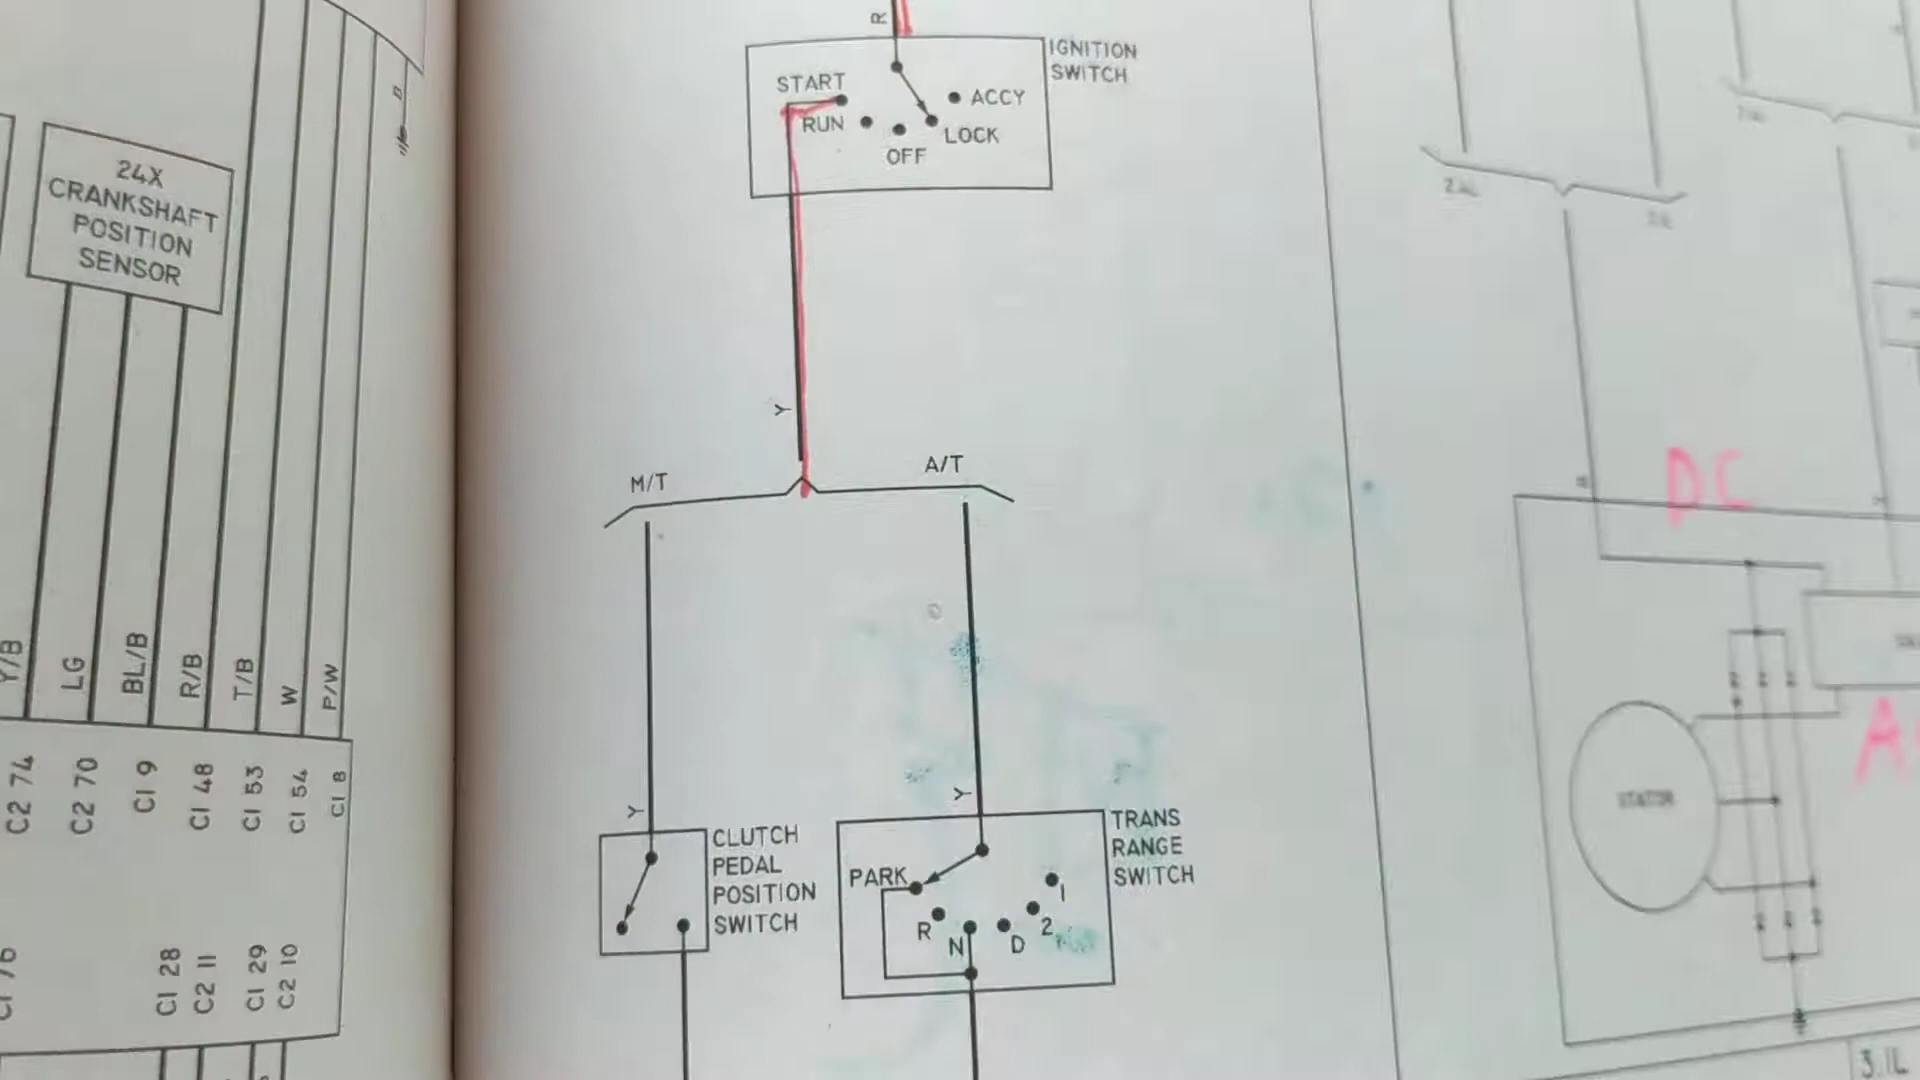 24X
CRANKSHAFT
POSITION
SENSOR
Y/B
LG
BL/B
R/B
T/B
W
P/W
C2 74
C2 70
C1 9
C1 48
C1 53
C1 54
C1 8
C1 28
C2 11
C1 29
C2 10
R
IGNITION
SWITCH
START
ACCY
RUN
LOCK
OFF
Y
M/T
A/T
Y
Y
CLUTCH
PEDAL
POSITION
SWITCH
TRANS
RANGE
SWITCH
PARK
R
N
D
2
1
DC
STATOR
3.1L